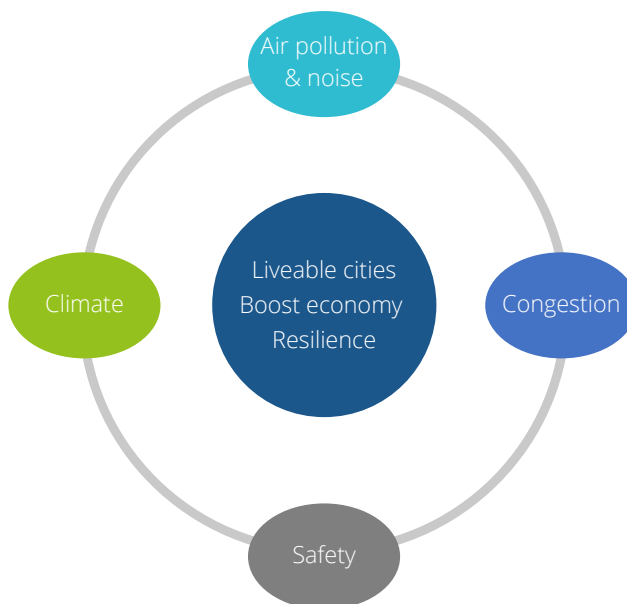 Air pollution
& noise
Liveable cities
Boost economy
Resilience
Climate
Congestion
Safety